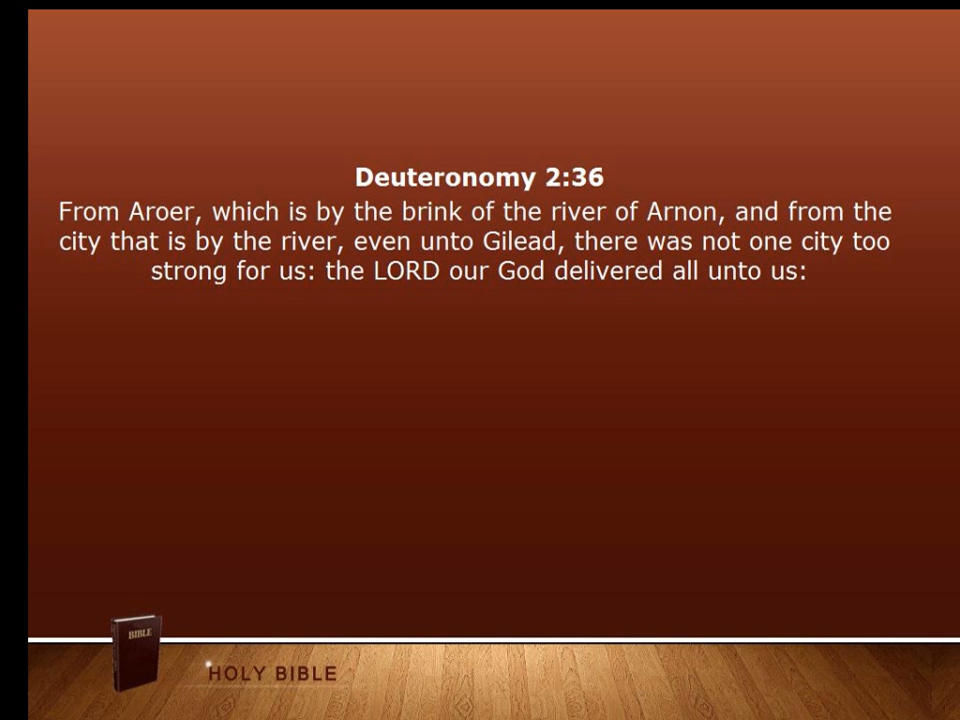 Deuteronomy 2:36
From Aroer, which is by the brink of the river of Arnon, and from the
city that is by the river, even unto Gilead, there was not one city too
strong for us: the LORD our God delivered all unto us:
BIBLE
HOLY BIBLE